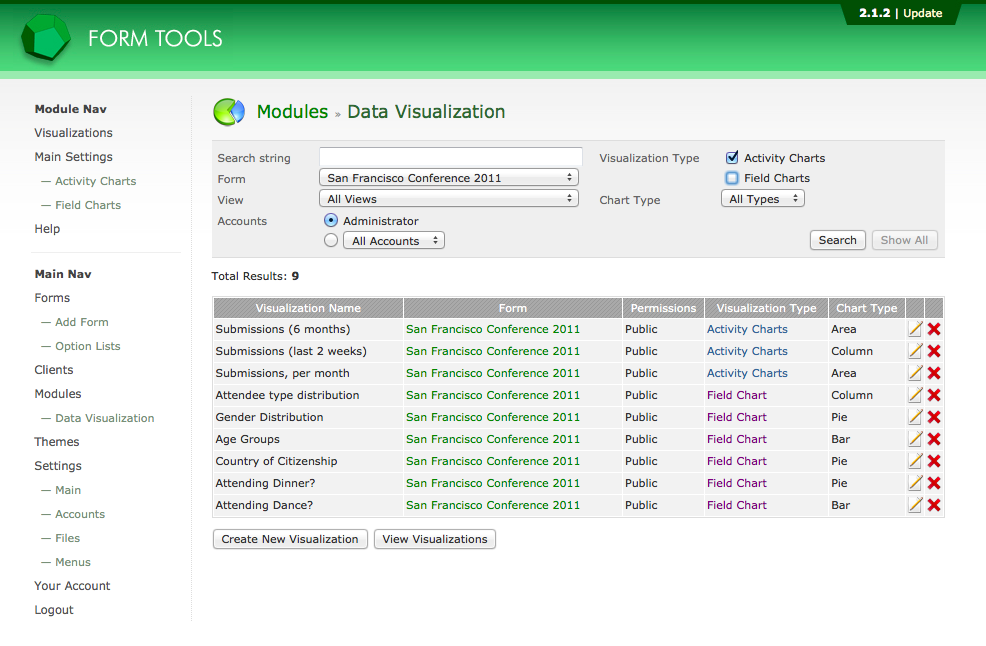 2.1.2 | Update
FORM TOOLS
Module Nav
Visualizations
Main Settings
— Activity Charts
— Field Charts
Help
Main Nav
Forms
— Add Form
— Option Lists
Clients
Modules
— Data Visualization
Themes
Settings
— Main
— Accounts
— Files
— Menus
Your Account
Logout
Modules » Data Visualization
Search string
Form San Francisco Conference 2011
View All Views
Accounts Administrator
All Accounts
Visualization Type Activity Charts
Field Charts
Chart Type All Types
Search Show All
Total Results: 9
Visualization Name Form Permissions Visualization Type Chart Type
Submissions (6 months) San Francisco Conference 2011 Public Activity Charts Area
Submissions (last 2 weeks) San Francisco Conference 2011 Public Activity Charts Column
Submissions, per month San Francisco Conference 2011 Public Activity Charts Area
Attendee type distribution San Francisco Conference 2011 Public Field Chart Column
Gender Distribution San Francisco Conference 2011 Public Field Chart Pie
Age Groups San Francisco Conference 2011 Public Field Chart Bar
Country of Citizenship San Francisco Conference 2011 Public Field Chart Pie
Attending Dinner? San Francisco Conference 2011 Public Field Chart Pie
Attending Dance? San Francisco Conference 2011 Public Field Chart Bar
Create New Visualization View Visualizations